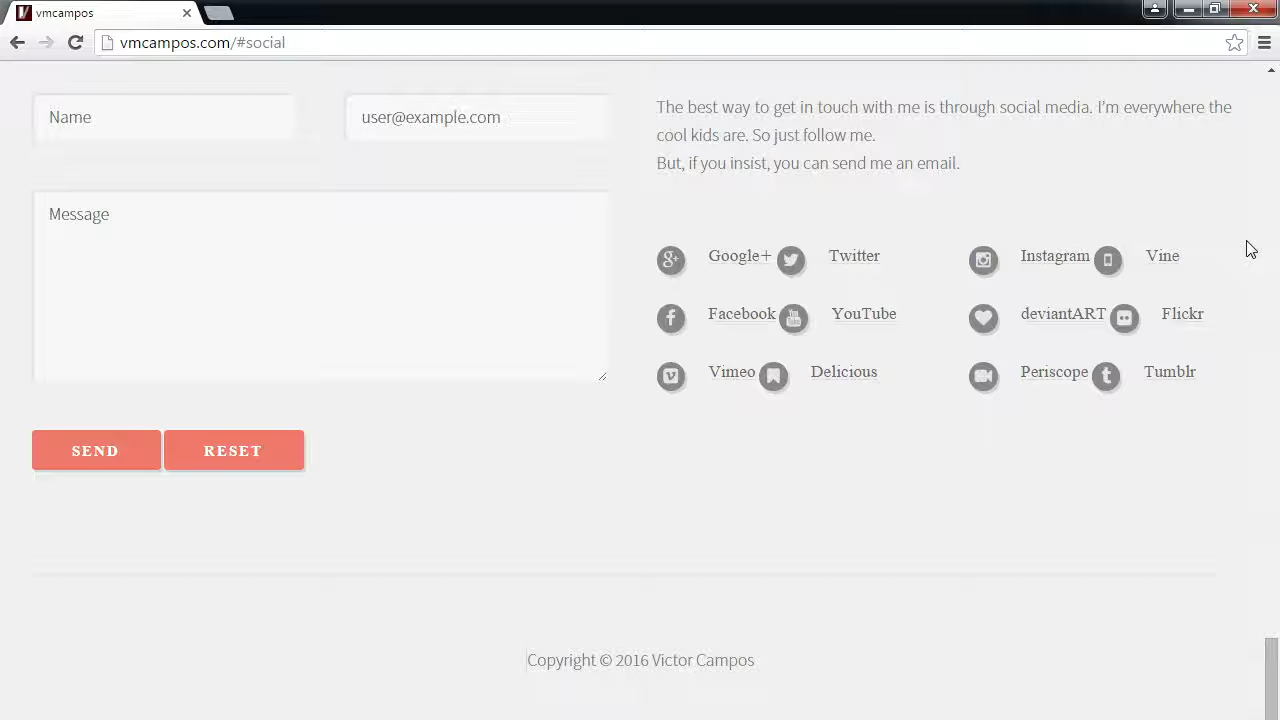 vmcampos
vmcampos.com/#social
Name
user@example.com
Message
SEND
RESET
The best way to get in touch with me is through social media. I'm everywhere the
cool kids are. So just follow me.
But, if you insist, you can send me an email.
Google+ Twitter
Instagram Vine
Facebook YouTube
deviantART Flickr
Vimeo Delicious
Periscope Tumblr
Copyright © 2016 Victor Campos